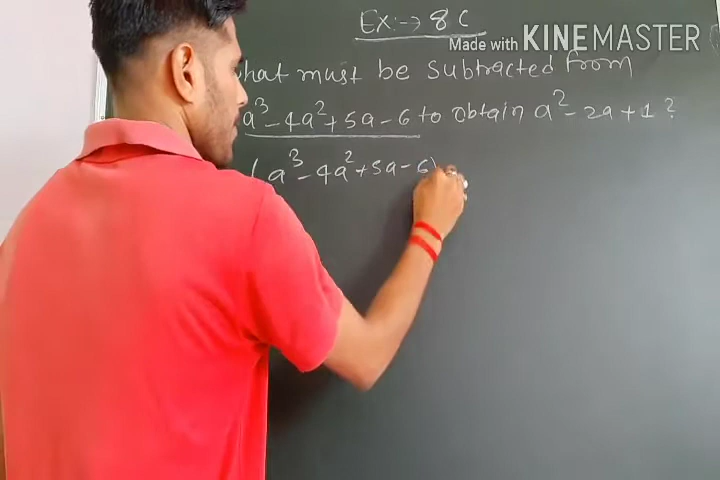 Ex:-→ 8C
Made with KINEMASTER
hat must be subtracted from
a³-4a²+5a-6 to obtain a²-2a+1?
(a³-4a²+5a-6)